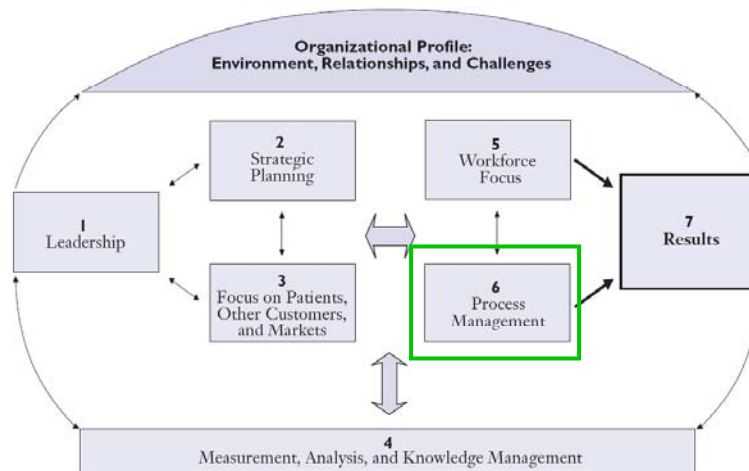 Organizational Profile:
Environment, Relationships, and Challenges
2
Strategic
Planning
5
Workforce
Focus
1
Leadership
7
Results
3
Focus on Patients,
Other Customers,
and Markets
6
Process
Management
4
Measurement, Analysis, and Knowledge Management